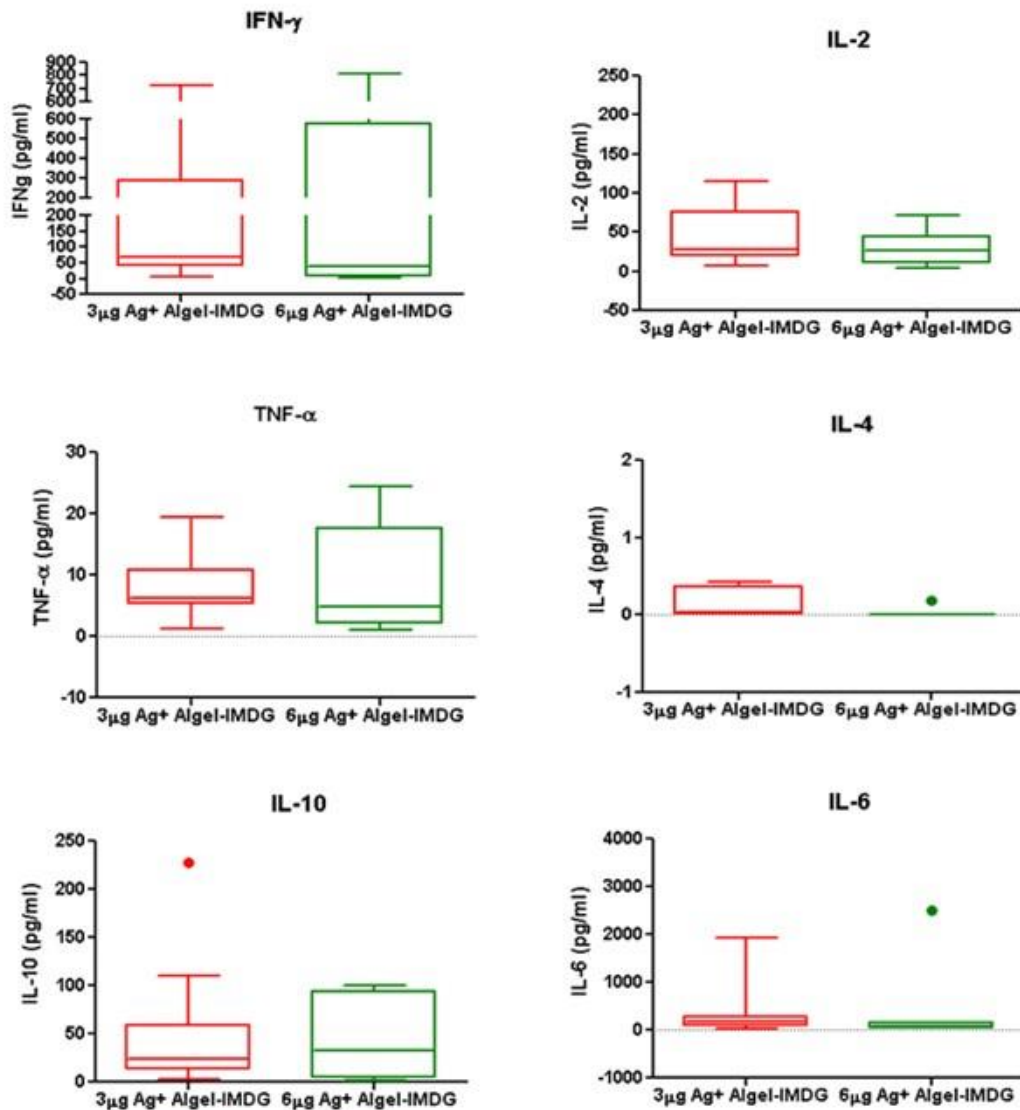 IFN-γ
IFNg (pg/ml)
900
800
700
600
600
500
400
300
200
200
150
100
50
0
-50
3μg Ag+ Algel-IMDG 6μg Ag+ Algel-IMDG
IL-2
IL-2 (pg/ml)
250
200
150
100
50
0
-50
3μg Ag+ Algel-IMDG 6μg Ag+ Algel-IMDG
TNF-α
TNF-α (pg/ml)
30
20
10
0
-10
3μg Ag+ Algel-IMDG 6μg Ag+ Algel-IMDG
IL-4
IL-4 (pg/ml)
2
1
0
-1
3μg Ag+ Algel-IMDG 6μg Ag+ Algel-IMDG
IL-10
IL-10 (pg/ml)
250
200
150
100
50
0
3μg Ag+ Algel-IMDG 6μg Ag+ Algel-IMDG
IL-6
IL-6 (pg/ml)
4000
3000
2000
1000
0
-1000
3μg Ag+ Algel-IMDG 6μg Ag+ Algel-IMDG